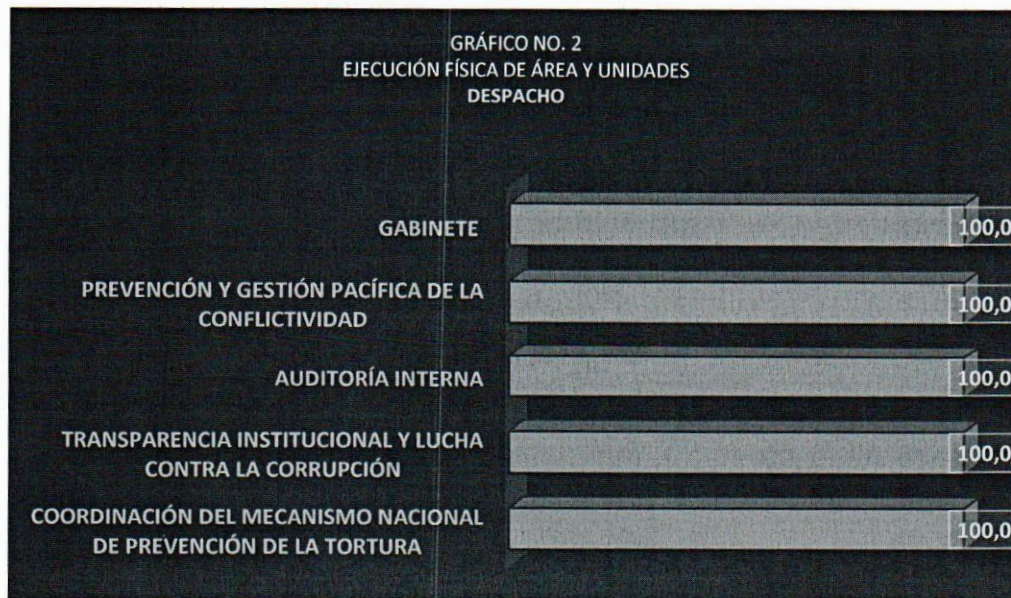 GRÁFICO NO. 2
EJECUCIÓN FÍSICA DE ÁREA Y UNIDADES
DESPACHO
GABINETE
100,0
PREVENCIÓN Y GESTIÓN PACÍFICA DE LA
CONFLICTIVIDAD
100,0
AUDITORÍA INTERNA
100,0
TRANSPARENCIA INSTITUCIONAL Y LUCHA
CONTRA LA CORRUPCIÓN
100,0
COORDINACIÓN DEL MECANISMO NACIONAL
DE PREVENCIÓN DE LA TORTURA
100,0